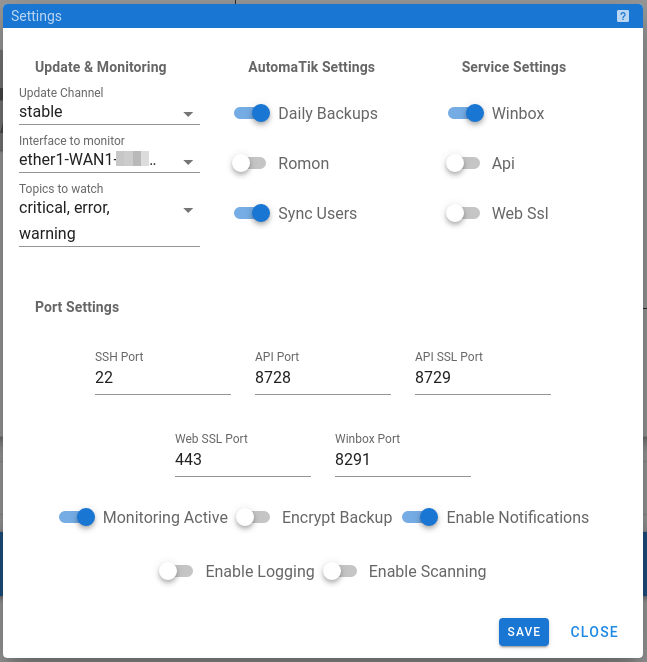 Settings
?
Update & Monitoring
AutomaTik Settings
Service Settings
Update Channel
stable
Daily Backups
Winbox
Interface to monitor
ether1-WAN1-
..
Romon
Api
Topics to watch
critical, error,
warning
Sync Users
Web Ssl
Port Settings
SSH Port
API Port
API SSL Port
22
8728
8729
Web SSL Port
Winbox Port
443
8291
Monitoring Active
Encrypt Backup
Enable Notifications
Enable Logging
Enable Scanning
SAVE
CLOSE